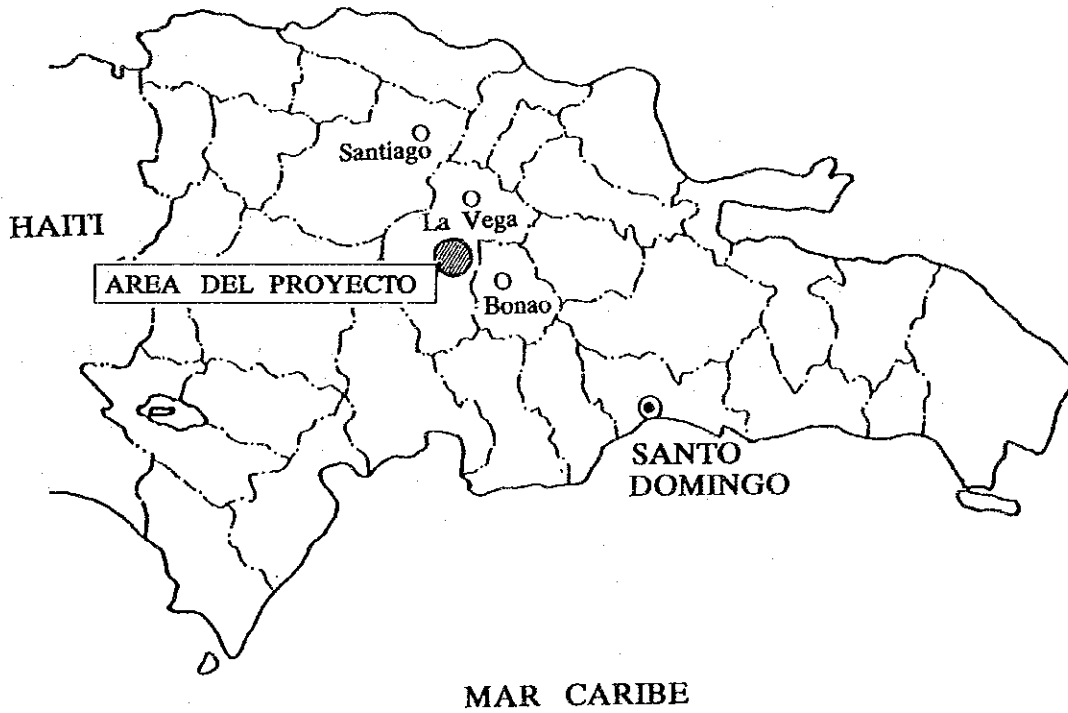 Santiago
HAITI
La Vega
AREA DEL PROYECTO
Bonao
SANTO
DOMINGO
MAR CARIBE